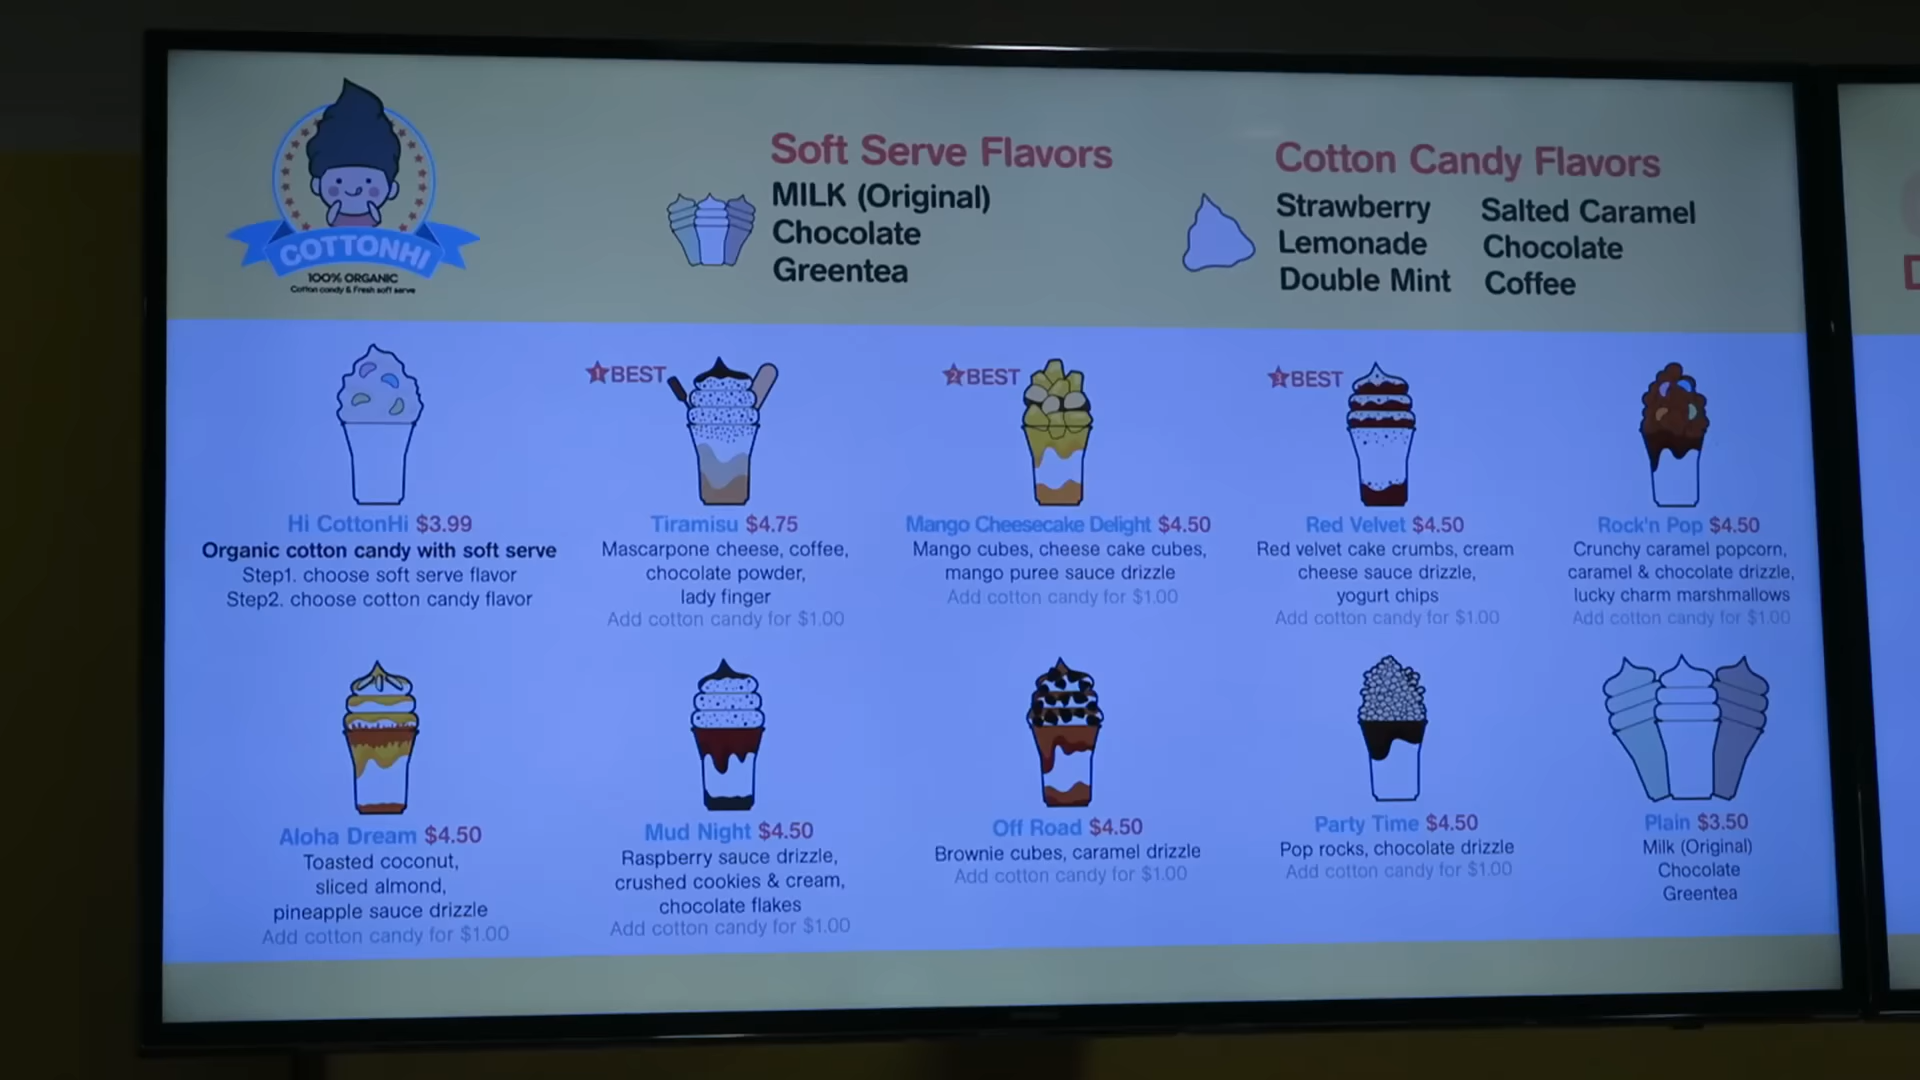 COTTONHI
100% ORGANIC
Cotton candy & Fresh soft serve
Soft Serve Flavors
MILK (Original)
Chocolate
Greentea
Cotton Candy Flavors
Strawberry
Lemonade
Double Mint
Salted Caramel
Chocolate
Coffee
Hi CottonHi $3.99
Organic cotton candy with soft serve
Step1. choose soft serve flavor
Step2. choose cotton candy flavor
1 BEST
Tiramisu $4.75
Mascarpone cheese, coffee,
chocolate powder,
lady finger
Add cotton candy for $1.00
2 BEST
Mango Cheesecake Delight $4.50
Mango cubes, cheese cake cubes,
mango puree sauce drizzle
Add cotton candy for $1.00
3 BEST
Red Velvet $4.50
Red velvet cake crumbs, cream
cheese sauce drizzle,
yogurt chips
Add cotton candy for $1.00
Rock'n Pop $4.50
Crunchy caramel popcorn,
caramel & chocolate drizzle,
lucky charm marshmallows
Add cotton candy for $1.00
Aloha Dream $4.50
Toasted coconut,
sliced almond,
pineapple sauce drizzle
Add cotton candy for $1.00
Mud Night $4.50
Raspberry sauce drizzle,
crushed cookies & cream,
chocolate flakes
Add cotton candy for $1.00
Off Road $4.50
Brownie cubes, caramel drizzle
Add cotton candy for $1.00
Party Time $4.50
Pop rocks, chocolate drizzle
Add cotton candy for $1.00
Plain $3.50
Milk (Original)
Chocolate
Greentea